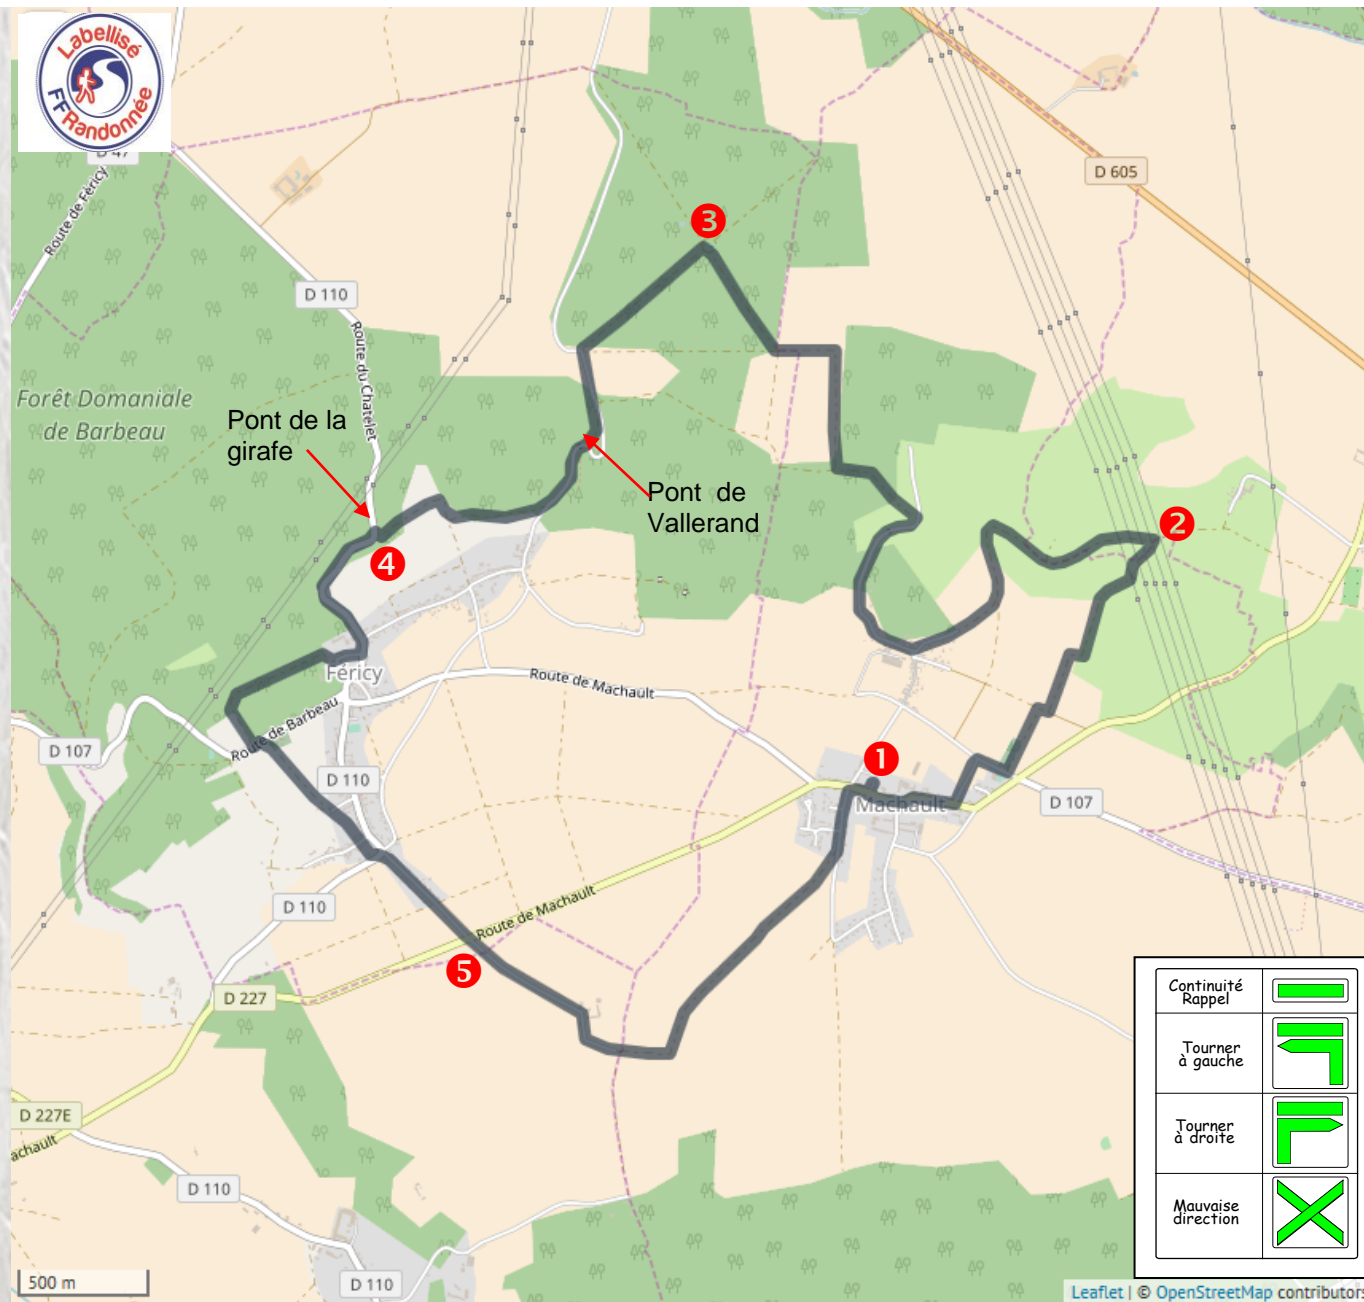 Labellisé
FFRandonnée
D 47
Route de Féricy
D 605
3
D 110
Route du Chatelet
Forêt Domaniale
de Barbeau
Pont de la
girafe
Pont de
Vallerand
2
4
Féricy
Route de Machault
Route de Barbeau
D 107
1
D 110
Machault
D 107
D 110
Route de Machault
5
D 227
Continuité
Rappel
Tourner
à gauche
D 227E
achault
Tourner
à droite
D 110
Mauvaise
direction
500 m
D 110
Leaflet | © OpenStreetMap contributors